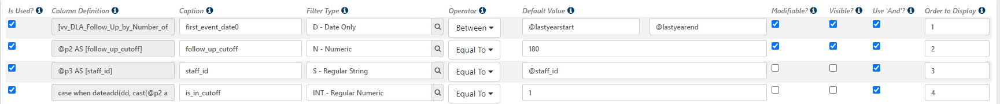 Is Used? Column Definition Caption Filter Type Operator Default Value Modifiable? Visible? Use 'And'? Order to Display
[vv_DLA_Follow_Up_by_Number_of_ first_event_date0 D - Date Only Between @lastyearstart @lastyearend 1
@p2 AS [follow_up_cutoff] follow_up_cutoff N - Numeric Equal To 180 2
@p3 AS [staff_id] staff_id S - Regular String Equal To @staff_id 3
case when dateadd(dd, cast(@p2 a is_in_cutoff INT - Regular Numeric Equal To 1 4